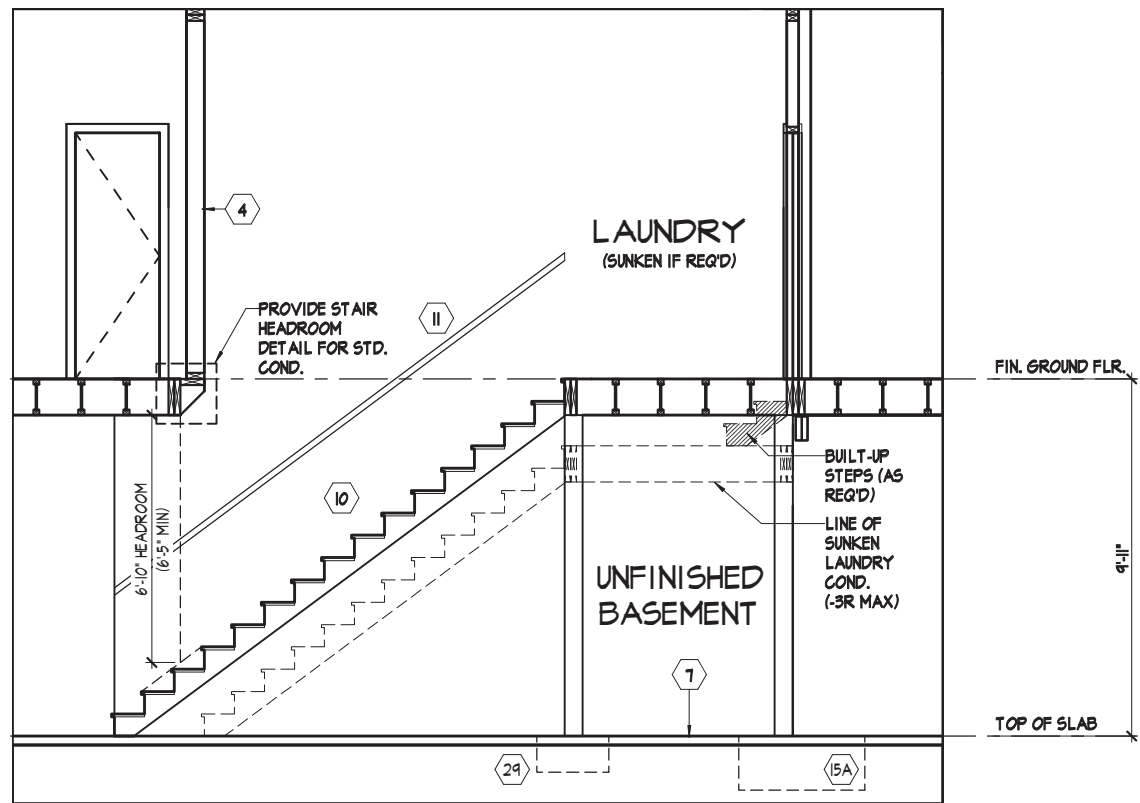 4
LAUNDRY
(SUNKEN IF REQ'D)
PROVIDE STAIR
HEADROOM
DETAIL FOR STD.
COND.
11
FIN. GROUND FLR.
6'-10" HEADROOM
(6'-5" MIN)
10
BUILT-UP
STEPS (AS
REQ'D)
LINE OF
SUNKEN
LAUNDRY
COND.
(-3R MAX)
9'-11"
UNFINISHED
BASEMENT
7
TOP OF SLAB
29
15A